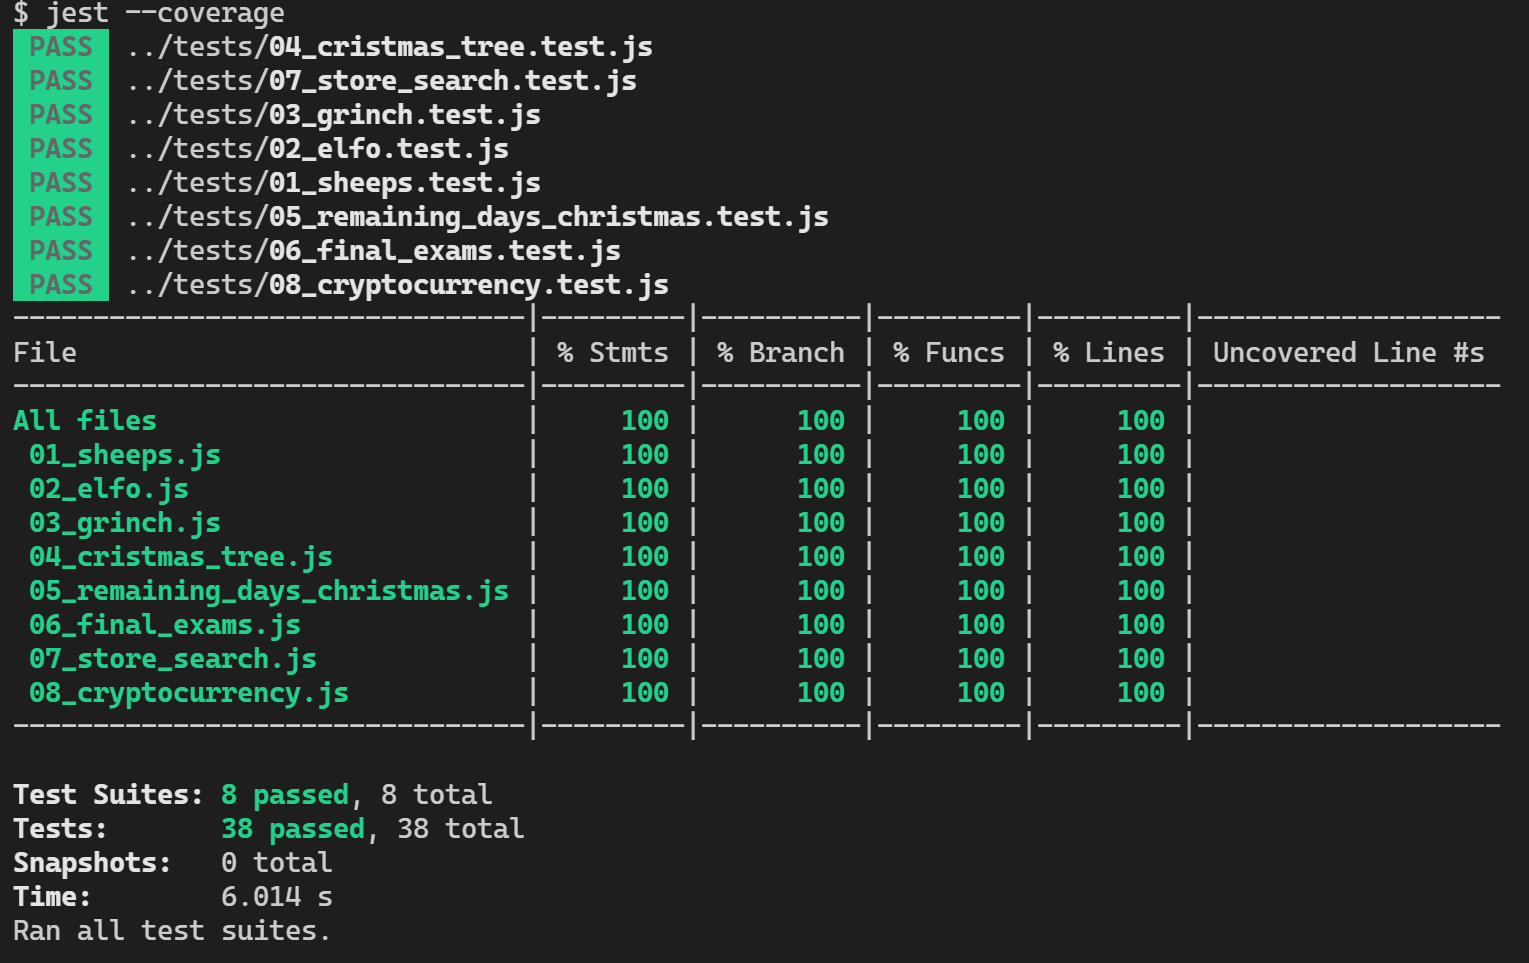 $ jest --coverage
PASS ../tests/04_cristmas_tree.test.js
PASS ../tests/07_store_search.test.js
PASS ../tests/03_grinch.test.js
PASS ../tests/02_elfo.test.js
PASS ../tests/01_sheeps.test.js
PASS ../tests/05_remaining_days_christmas.test.js
PASS ../tests/06_final_exams.test.js
PASS ../tests/08_cryptocurrency.test.js
--------------------------------|---------|----------|---------|---------|-------------------
File                            | % Stmts | % Branch | % Funcs | % Lines | Uncovered Line #s
--------------------------------|---------|----------|---------|---------|-------------------
All files                       |     100 |      100 |     100 |     100 |
 01_sheeps.js                   |     100 |      100 |     100 |     100 |
 02_elfo.js                     |     100 |      100 |     100 |     100 |
 03_grinch.js                   |     100 |      100 |     100 |     100 |
 04_cristmas_tree.js            |     100 |      100 |     100 |     100 |
 05_remaining_days_christmas.js |     100 |      100 |     100 |     100 |
 06_final_exams.js              |     100 |      100 |     100 |     100 |
 07_store_search.js             |     100 |      100 |     100 |     100 |
 08_cryptocurrency.js           |     100 |      100 |     100 |     100 |
--------------------------------|---------|----------|---------|---------|-------------------
Test Suites: 8 passed, 8 total
Tests:       38 passed, 38 total
Snapshots:   0 total
Time:        6.014 s
Ran all test suites.